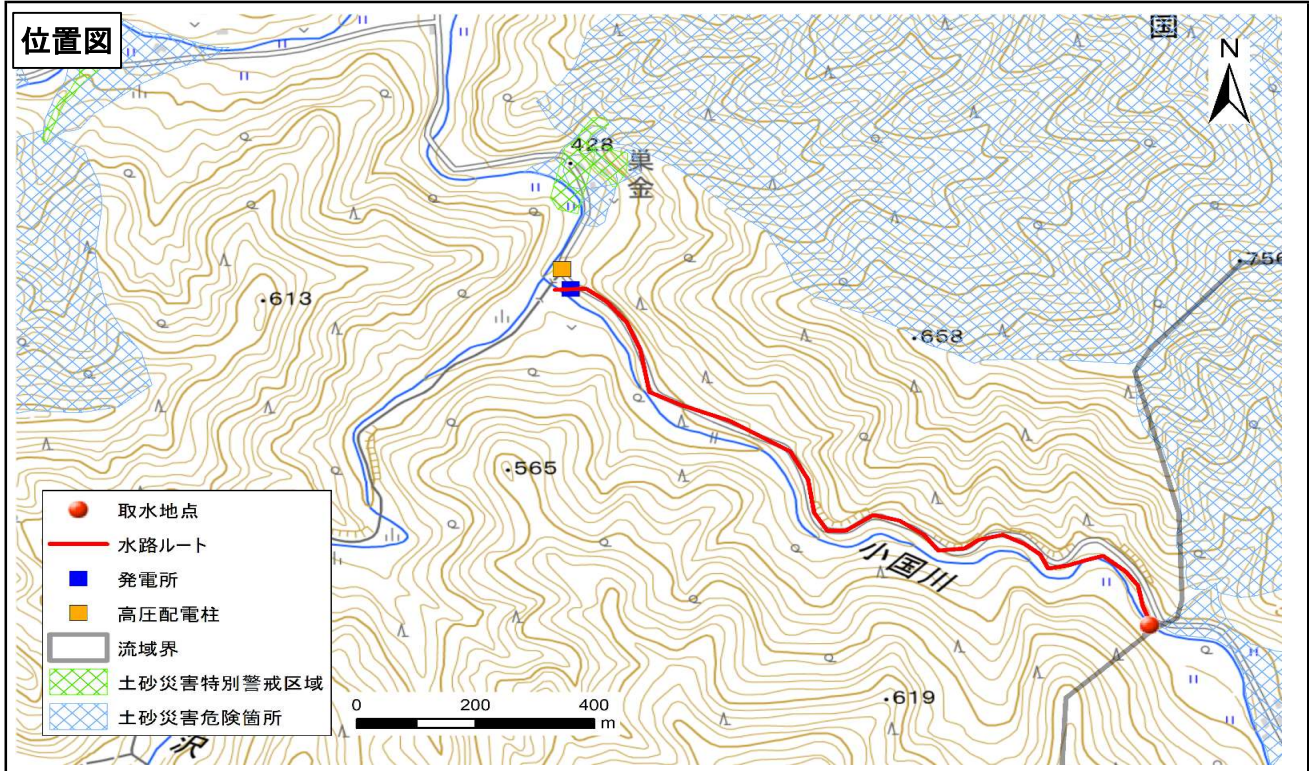 位置図
国
N
428
巣金
756
613
658
565
小国川
619
沢
取水地点
水路ルート
発電所
高圧配電柱
流域界
土砂災害特別警戒区域
土砂災害危険箇所
0 200 400
m